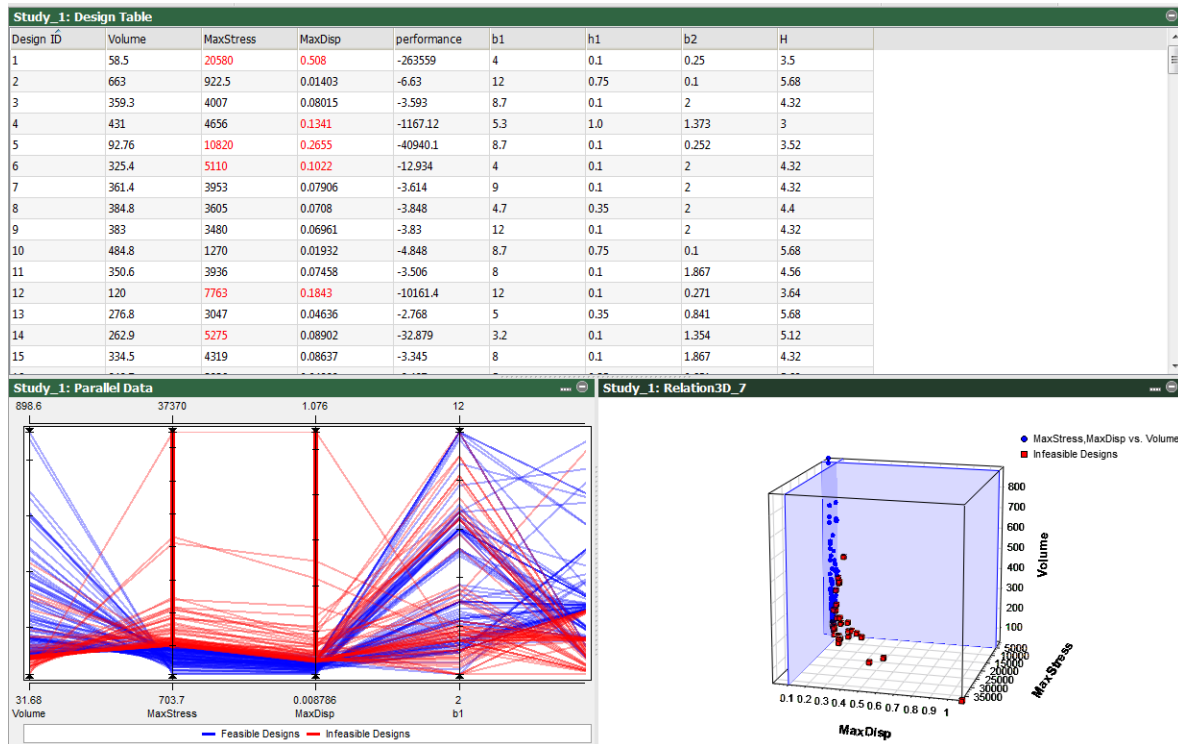 Study_1: Design Table
Design ID Volume MaxStress MaxDisp performance b1 h1 b2 H
1 58.5 20580 0.508 -263559 4 0.1 0.25 3.5
2 663 922.5 0.01403 -6.63 12 0.75 0.1 5.68
3 359.3 4007 0.08015 -3.593 8.7 0.1 2 4.32
4 431 4656 0.1341 -1167.12 5.3 1.0 1.373 3
5 92.76 10820 0.2655 -40940.1 8.7 0.1 0.252 3.52
6 325.4 5110 0.1022 -12.934 4 0.1 2 4.32
7 361.4 3953 0.07906 -3.614 9 0.1 2 4.32
8 384.8 3605 0.0708 -3.848 4.7 0.35 2 4.4
9 383 3480 0.06961 -3.83 12 0.1 2 4.32
10 484.8 1270 0.01932 -4.848 8.7 0.75 0.1 5.68
11 350.6 3936 0.07458 -3.506 8 0.1 1.867 4.56
12 120 7763 0.1843 -10161.4 12 0.1 0.271 3.64
13 276.8 3047 0.04636 -2.768 5 0.35 0.841 5.68
14 262.9 5275 0.08902 -32.879 3.2 0.1 1.354 5.12
15 334.5 4319 0.08637 -3.345 8 0.1 1.867 4.32
Study_1: Parallel Data
898.6 37370 1.076 12
31.68 703.7 0.008786 2
Volume MaxStress MaxDisp b1
Feasible Designs Infeasible Designs
Study_1: Relation3D_7
MaxStress,MaxDisp vs. Volume
Infeasible Designs
800
700
600
500
400
300
200
100
Volume
5000
10000
15000
20000
25000
30000
35000
MaxStress
0.1 0.2 0.3 0.4 0.5 0.6 0.7 0.8 0.9 1
MaxDisp